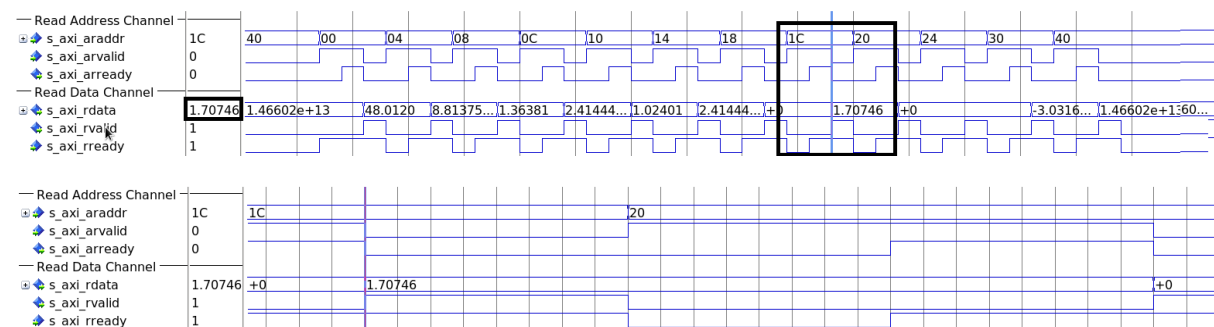 Read Address Channel
s_axi_araddr 1C 40 00 04 08 0C 10 14 18 1C 20 24 30 40
s_axi_arvalid 0
s_axi_arready 0
Read Data Channel
s_axi_rdata 1.70746 1.46602e+13 48.0120 8.81375... 1.36381 2.41444... 1.02401 2.41444... +0 1.70746 +0 -3.0316... 1.46602e+13 60...
s_axi_rvalid 1
s_axi_rready 1
Read Address Channel
s_axi_araddr 1C 1C 20
s_axi_arvalid 0
s_axi_arready 0
Read Data Channel
s_axi_rdata 1.70746 +0 1.70746 +0
s_axi_rvalid 1
s_axi_rready 1